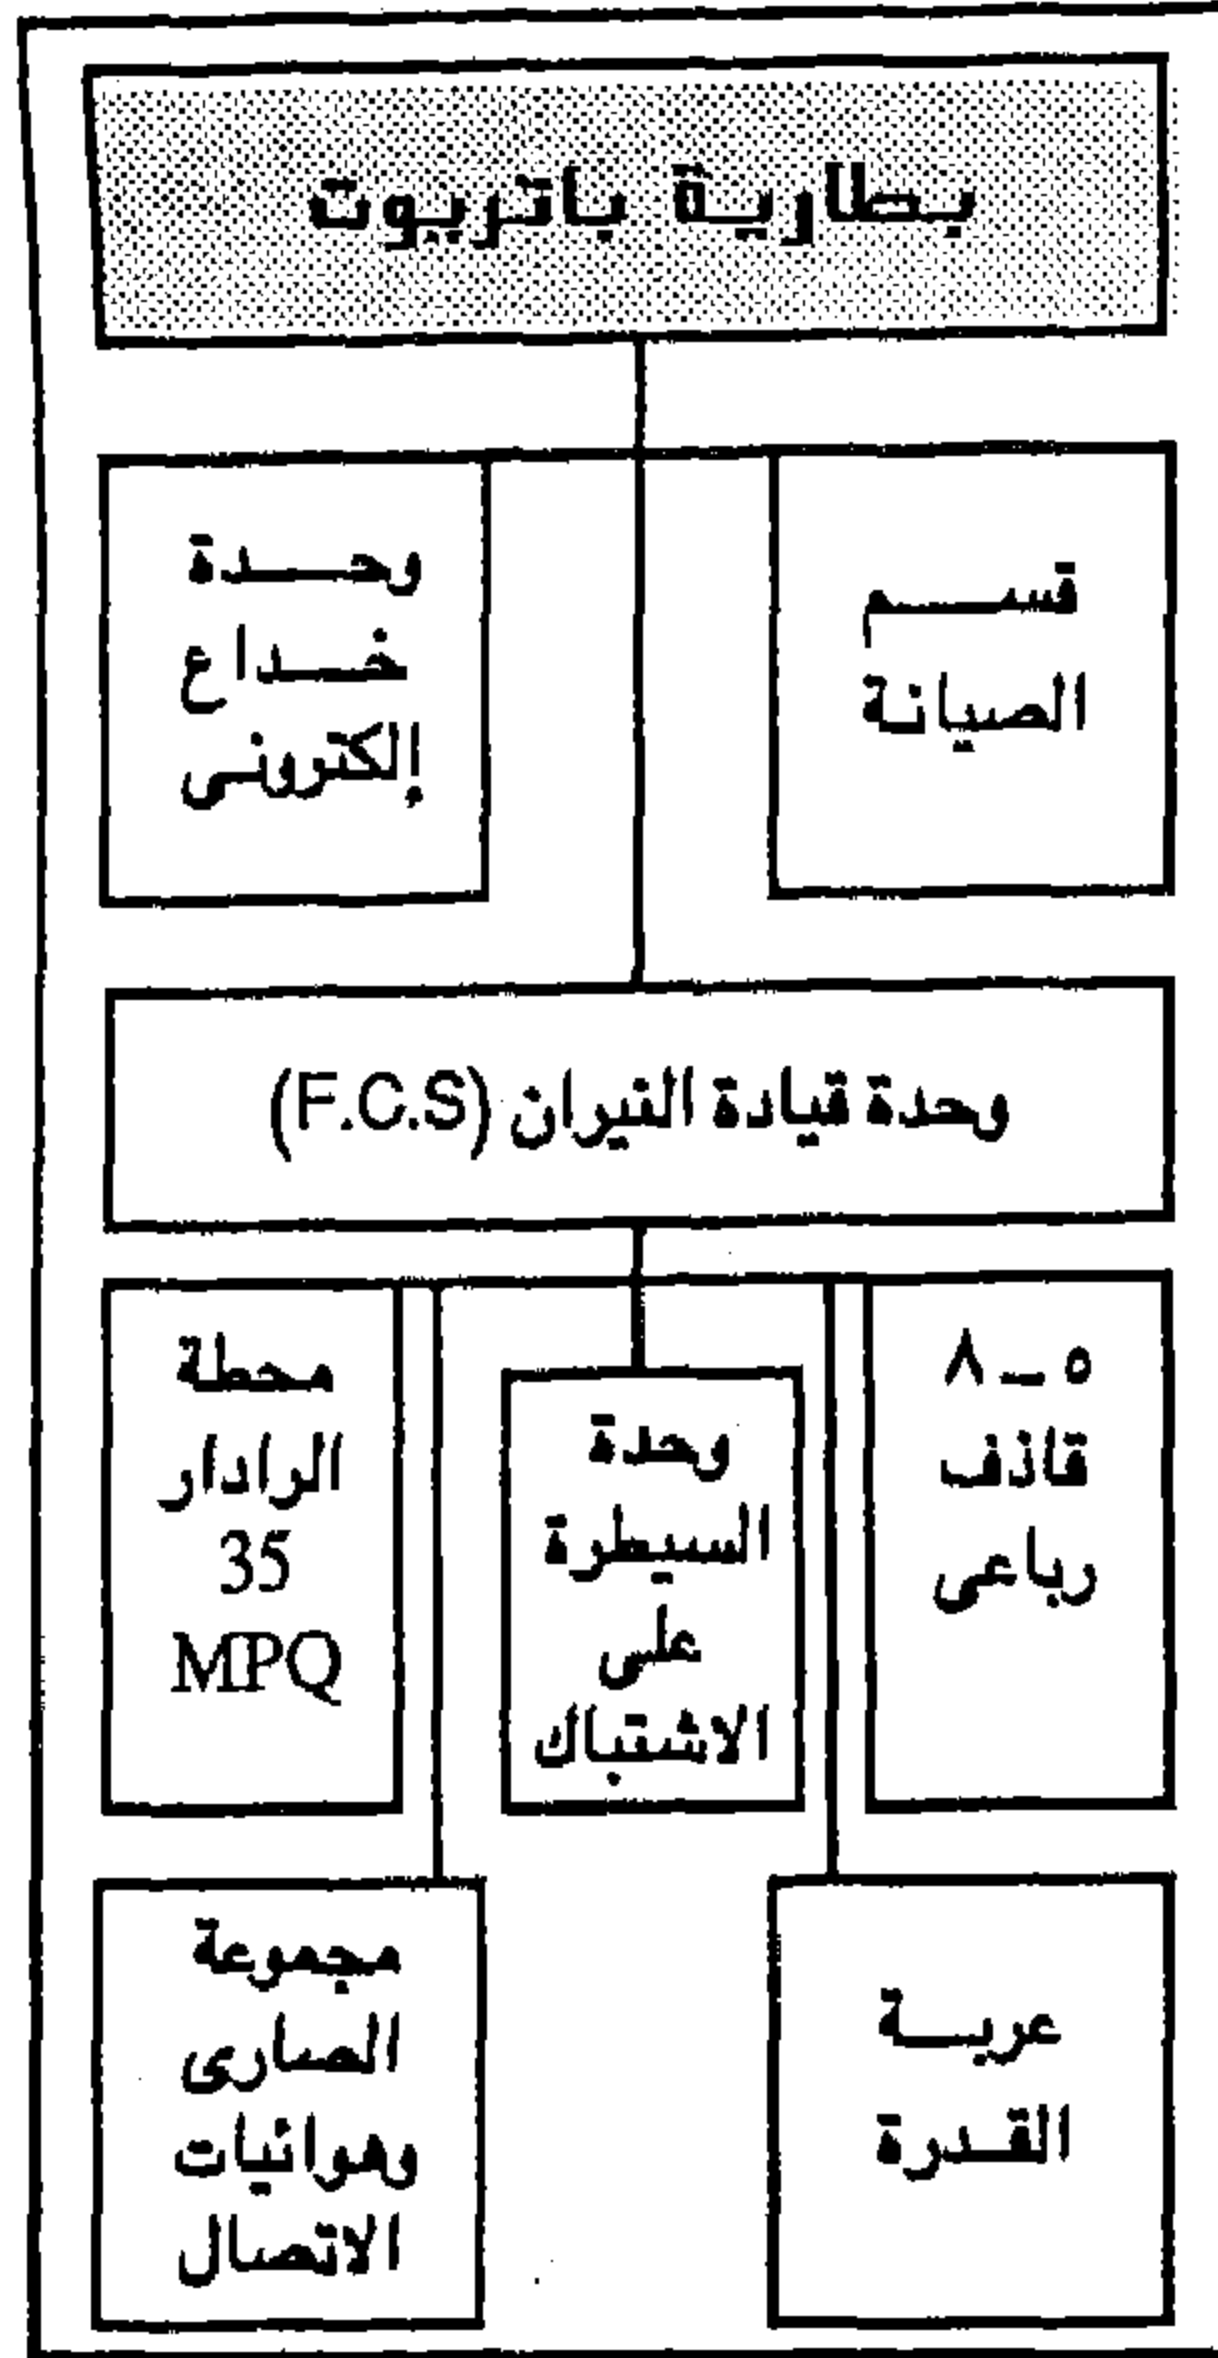 بطارية باتريوت
قسم
الصيانة
وحدة
خداع
إلكترونى
وحدة قيادة النيران (F.C.S)
٥ ــ ٨
قاذف
رباعى
وحدة
السيطرة
على
الاشتباك
محطة
الرادار
35
MPQ
عربة
القدرة
مجموعة
الصارى
وهوائيات
الاتصال